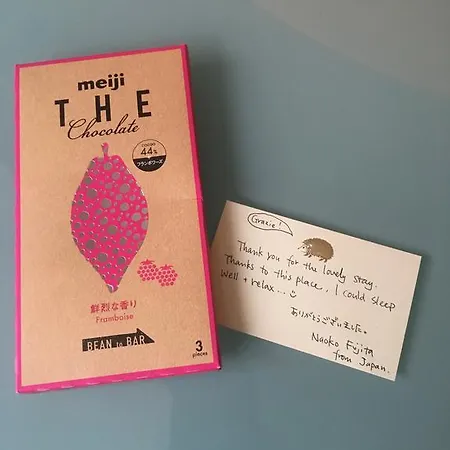 meiji
THE
Chocolate
cacao
44%
フランボワーズ
鮮烈な香り
Framboise
BEAN to BAR
3
pieces
Grazie!
Thank you for the lovely stay.
Thanks to this place, I could sleep
well + relax...
ありがとうございました。
Naoko Fujita
from Japan.